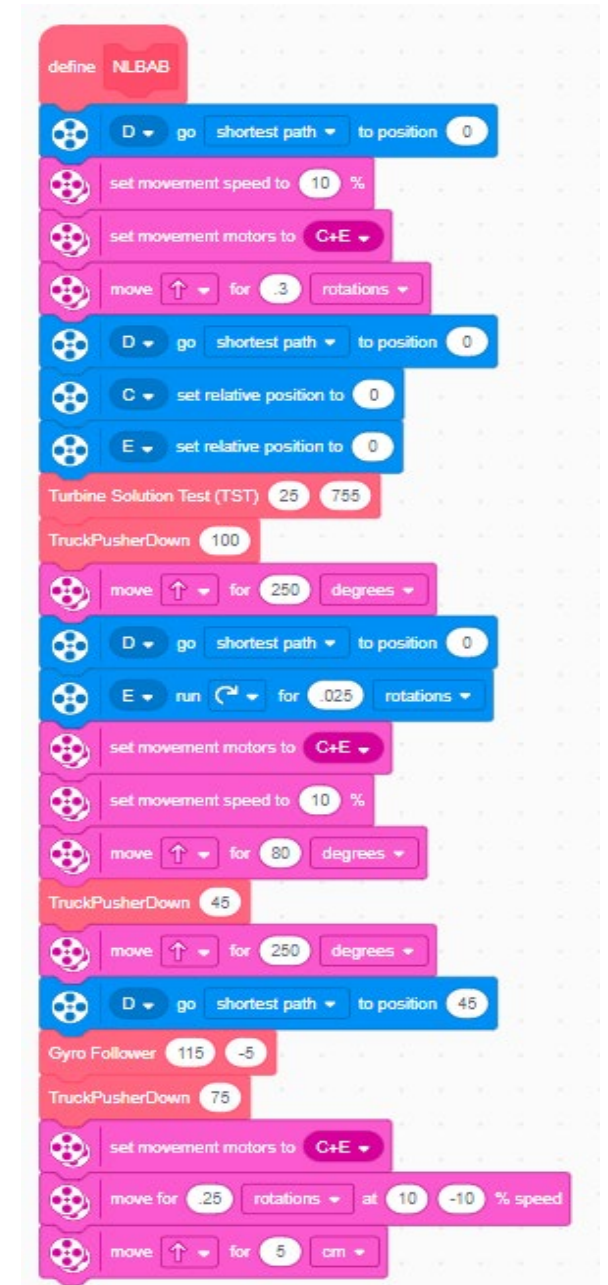 define NLBAB
D go shortest path to position 0
set movement speed to 10 %
set movement motors to C+E
move for .3 rotations
D go shortest path to position 0
C set relative position to 0
E set relative position to 0
Turbine Solution Test (TST) 25 755
TruckPusherDown 100
move for 250 degrees
D go shortest path to position 0
E run for .025 rotations
set movement motors to C+E
set movement speed to 10 %
move for 80 degrees
TruckPusherDown 45
move for 250 degrees
D go shortest path to position 45
Gyro Follower 115 -5
TruckPusherDown 75
set movement motors to C+E
move for .25 rotations at 10 -10 % speed
move for 5 cm